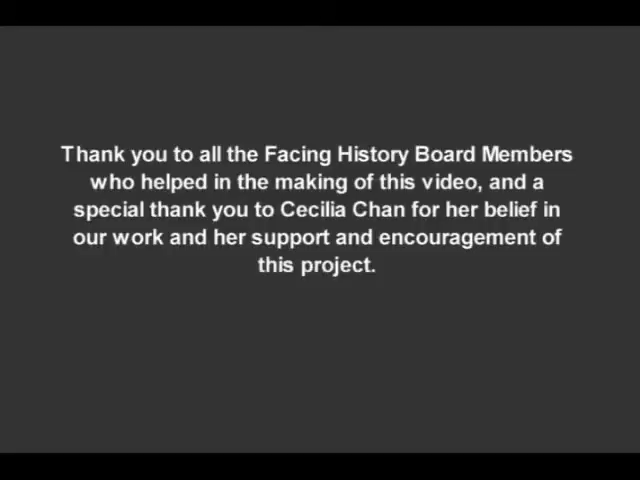 Thank you to all the Facing History Board Members
who helped in the making of this video, and a
special thank you to Cecilia Chan for her belief in
our work and her support and encouragement of
this project.